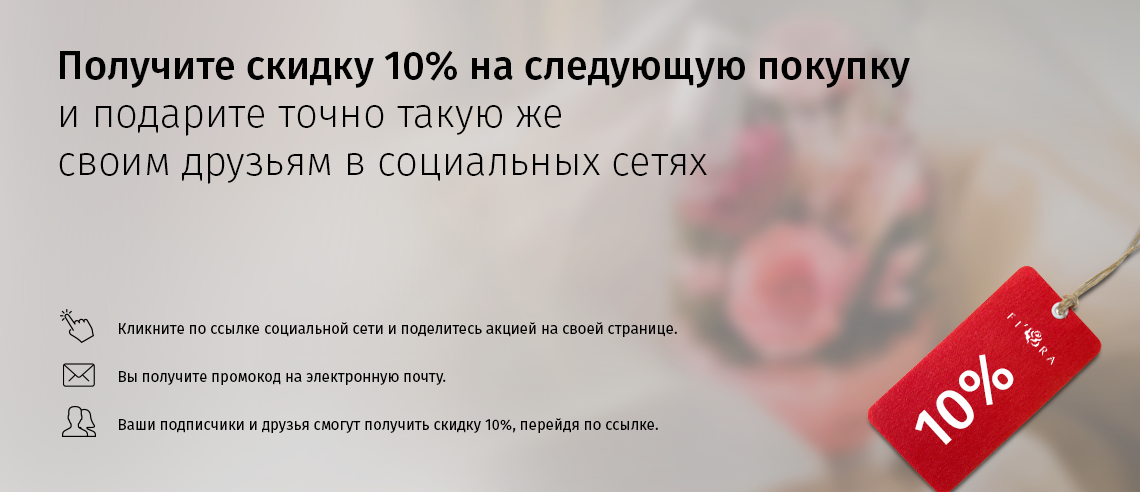 Получите скидку 10% на следующую покупку
и подарите точно такую же
своим друзьям в социальных сетях
Кликните по ссылке социальной сети и поделитесь акцией на своей странице.
Вы получите промокод на электронную почту.
Ваши подписчики и друзья смогут получить скидку 10%, перейдя по ссылке.
FI'ORA
10%